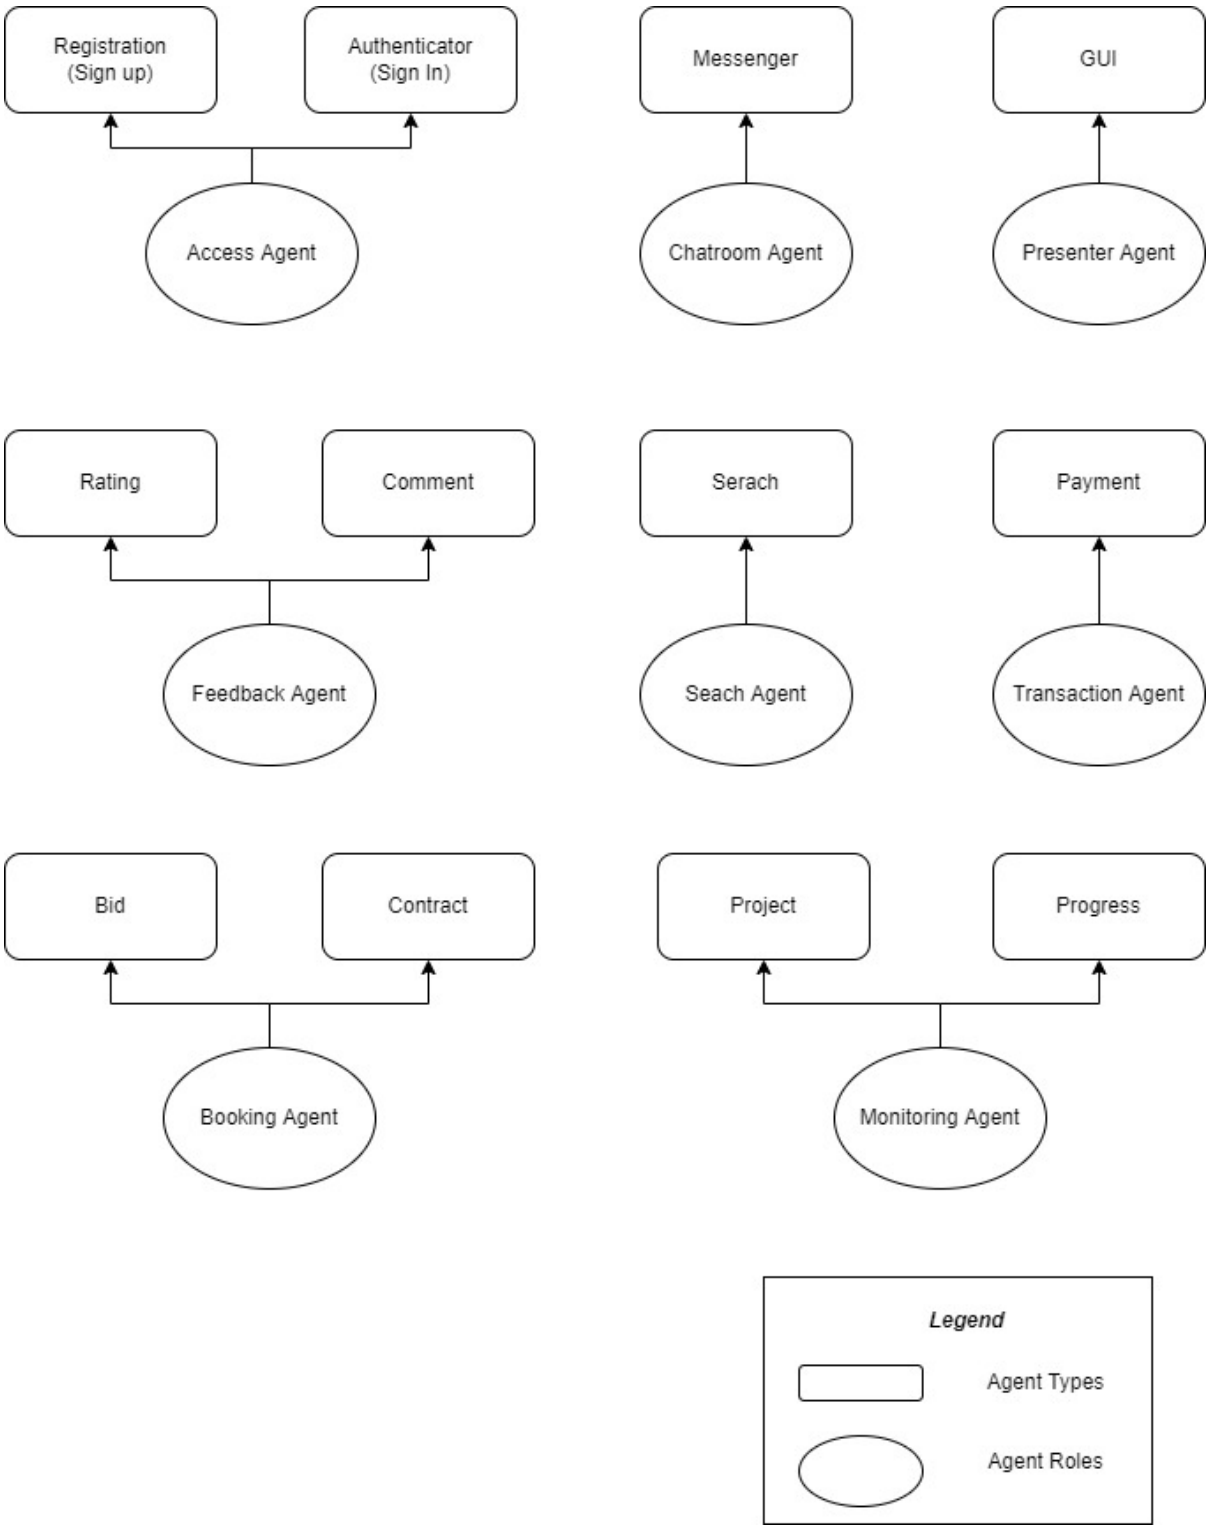 Registration
(Sign up)
Authenticator
(Sign In)
Messenger
GUI
Access Agent
Chatroom Agent
Presenter Agent
Rating
Comment
Serach
Payment
Feedback Agent
Seach Agent
Transaction Agent
Bid
Contract
Project
Progress
Booking Agent
Monitoring Agent
Legend
Agent Types
Agent Roles